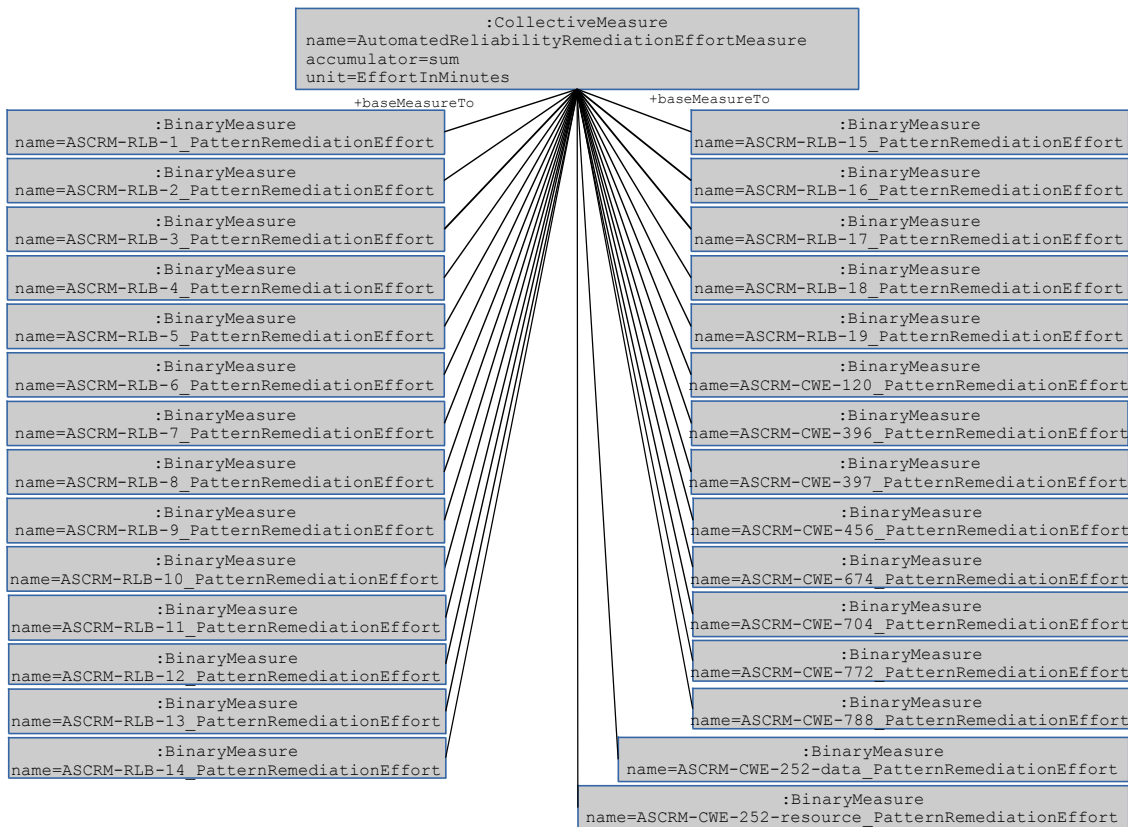 :CollectiveMeasure
name=AutomatedReliabilityRemediationEffortMeasure
accumulator=sum
unit=EffortInMinutes
+baseMeasureTo
+baseMeasureTo
:BinaryMeasure
name=ASCRM-RLB-1_PatternRemediationEffort
:BinaryMeasure
name=ASCRM-RLB-2_PatternRemediationEffort
:BinaryMeasure
name=ASCRM-RLB-3_PatternRemediationEffort
:BinaryMeasure
name=ASCRM-RLB-4_PatternRemediationEffort
:BinaryMeasure
name=ASCRM-RLB-5_PatternRemediationEffort
:BinaryMeasure
name=ASCRM-RLB-6_PatternRemediationEffort
:BinaryMeasure
name=ASCRM-RLB-7_PatternRemediationEffort
:BinaryMeasure
name=ASCRM-RLB-8_PatternRemediationEffort
:BinaryMeasure
name=ASCRM-RLB-9_PatternRemediationEffort
:BinaryMeasure
name=ASCRM-RLB-10_PatternRemediationEffort
:BinaryMeasure
name=ASCRM-RLB-11_PatternRemediationEffort
:BinaryMeasure
name=ASCRM-RLB-12_PatternRemediationEffort
:BinaryMeasure
name=ASCRM-RLB-13_PatternRemediationEffort
:BinaryMeasure
name=ASCRM-RLB-14_PatternRemediationEffort
:BinaryMeasure
name=ASCRM-RLB-15_PatternRemediationEffort
:BinaryMeasure
name=ASCRM-RLB-16_PatternRemediationEffort
:BinaryMeasure
name=ASCRM-RLB-17_PatternRemediationEffort
:BinaryMeasure
name=ASCRM-RLB-18_PatternRemediationEffort
:BinaryMeasure
name=ASCRM-RLB-19_PatternRemediationEffort
:BinaryMeasure
name=ASCRM-CWE-120_PatternRemediationEffort
:BinaryMeasure
name=ASCRM-CWE-396_PatternRemediationEffort
:BinaryMeasure
name=ASCRM-CWE-397_PatternRemediationEffort
:BinaryMeasure
name=ASCRM-CWE-456_PatternRemediationEffort
:BinaryMeasure
name=ASCRM-CWE-674_PatternRemediationEffort
:BinaryMeasure
name=ASCRM-CWE-704_PatternRemediationEffort
:BinaryMeasure
name=ASCRM-CWE-772_PatternRemediationEffort
:BinaryMeasure
name=ASCRM-CWE-788_PatternRemediationEffort
:BinaryMeasure
name=ASCRM-CWE-252-data_PatternRemediationEffort
:BinaryMeasure
name=ASCRM-CWE-252-resource_PatternRemediationEffort